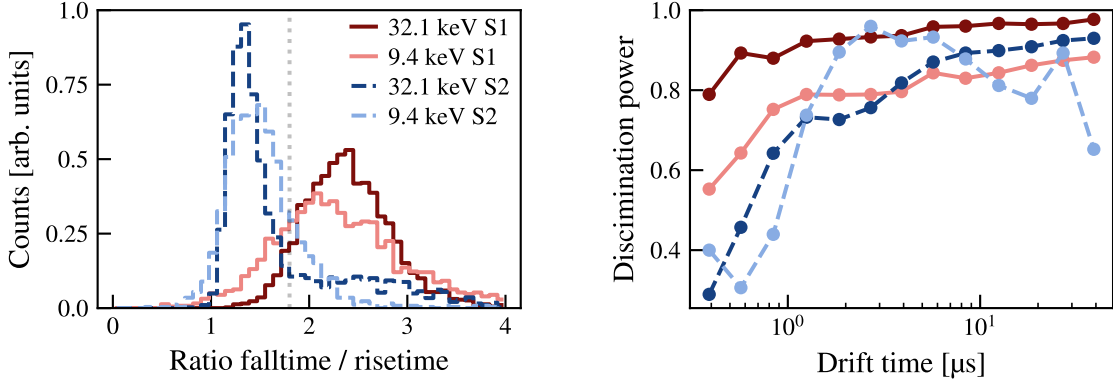 1.0
0.75
0.5
0.25
0.0
Counts [arb. units]
32.1 keV S1
9.4 keV S1
32.1 keV S2
9.4 keV S2
0 1 2 3 4
Ratio falltime / risetime
1.0
0.8
0.6
0.4
Discimination power
10⁰ 10¹
Drift time [μs]